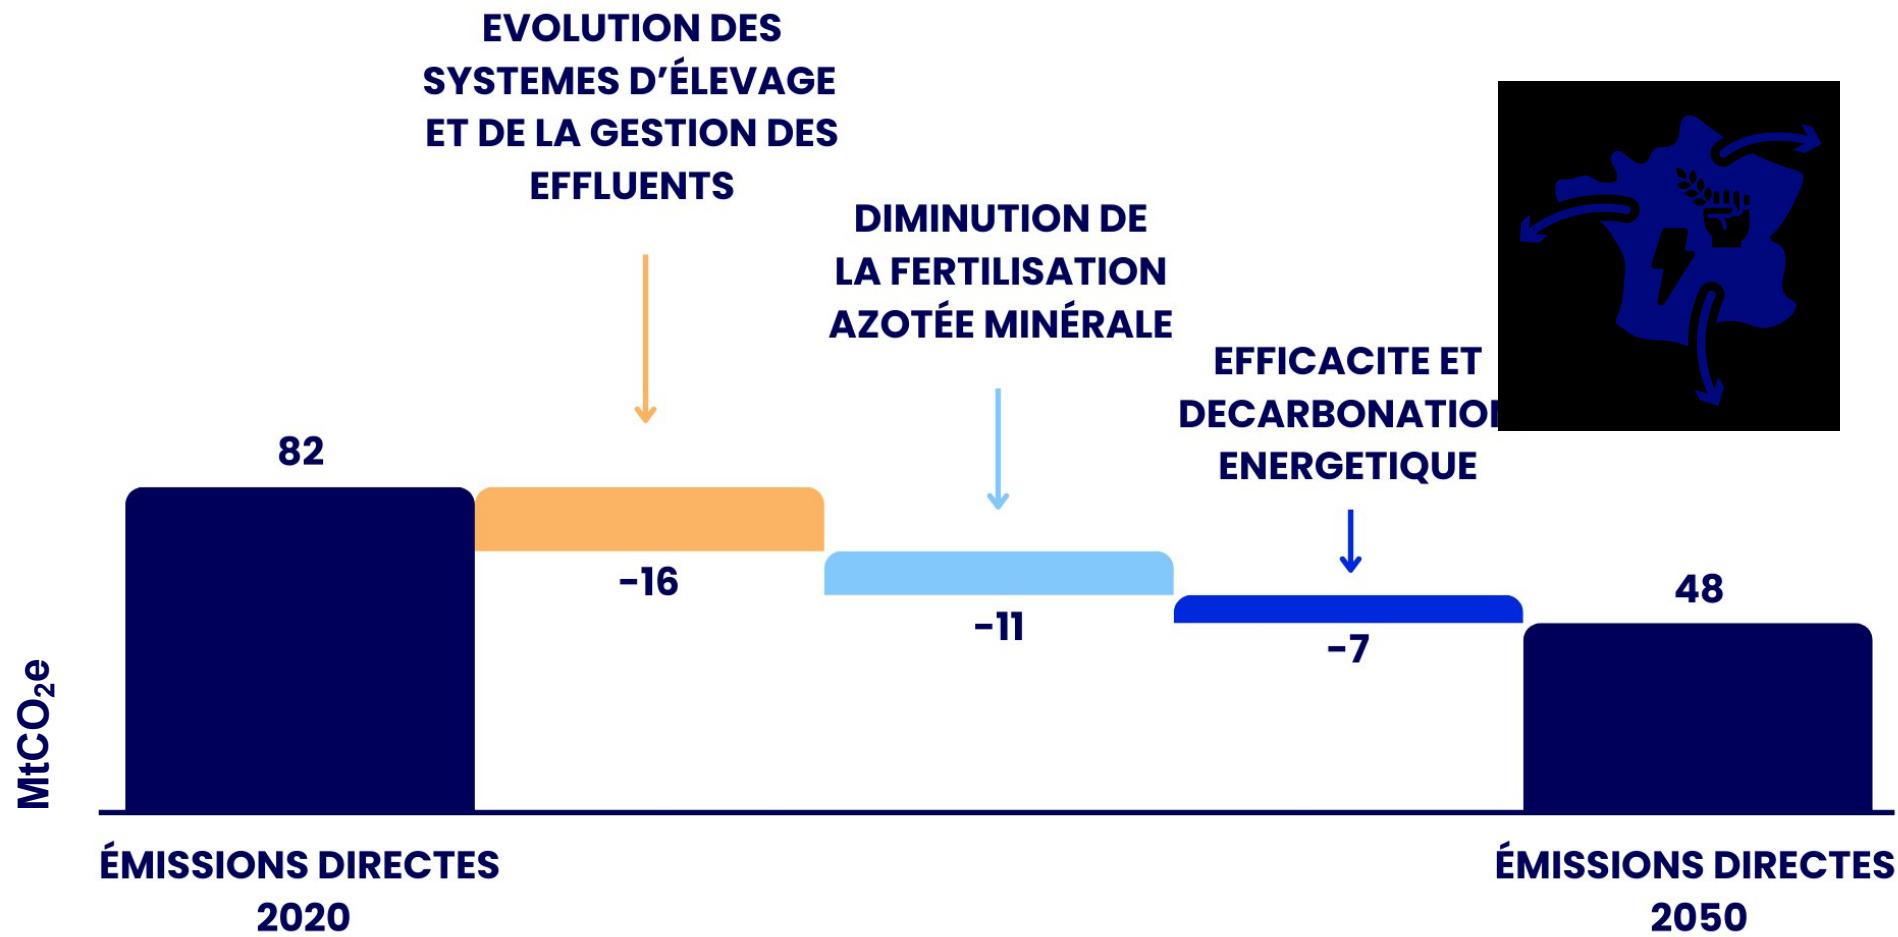 EVOLUTION DES
SYSTEMES D’ÉLEVAGE
ET DE LA GESTION DES
EFFLUENTS
DIMINUTION DE
LA FERTILISATION
AZOTÉE MINÉRALE
EFFICACITE ET
ENERGETIQUE
82
-16
-11
-7
48
MtCO₂e
ÉMISSIONS DIRECTES
2020
ÉMISSIONS DIRECTES
2050